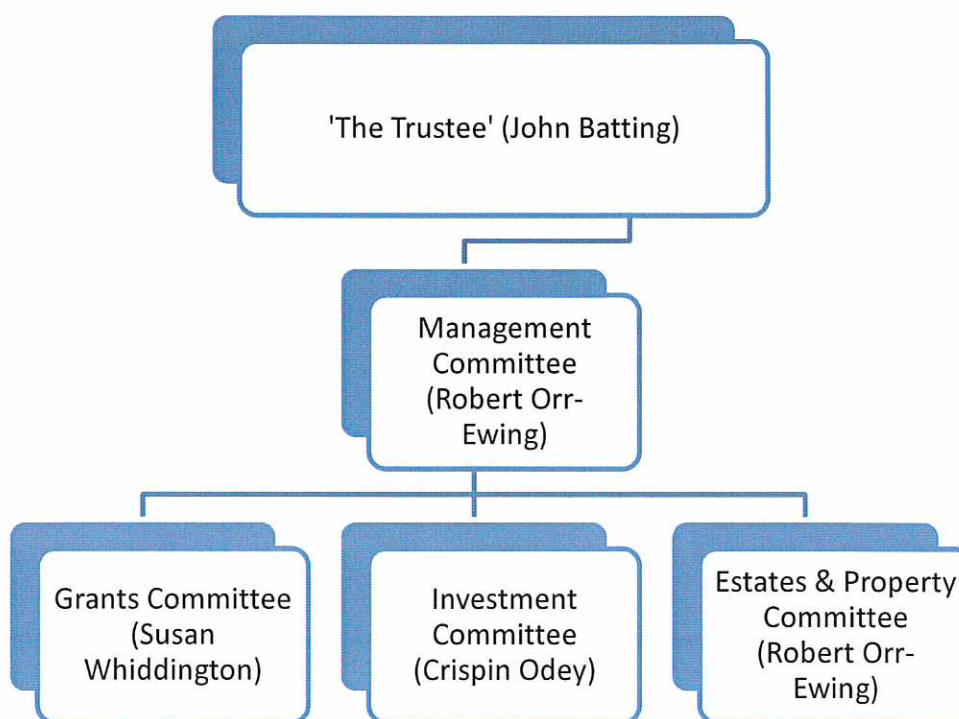 'The Trustee' (John Batting)
Management
Committee
(Robert Orr-
Ewing)
Grants Committee
(Susan
Whiddington)
Investment
Committee
(Crispin Odey)
Estates & Property
Committee
(Robert Orr-
Ewing)